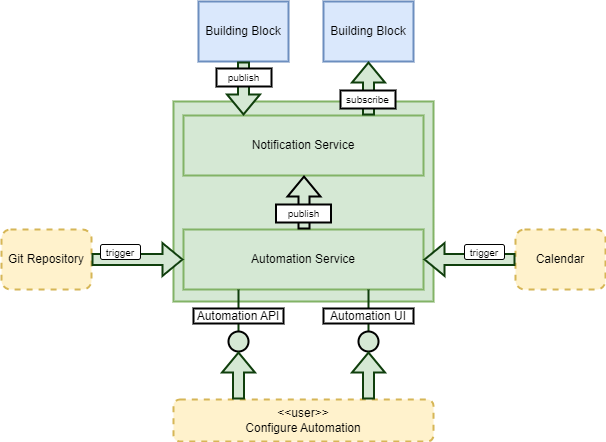 Building Block
Building Block
publish
subscribe
Notification Service
publish
Git Repository
trigger
Automation Service
trigger
Calendar
Automation API
Automation UI
<<user>>
Configure Automation